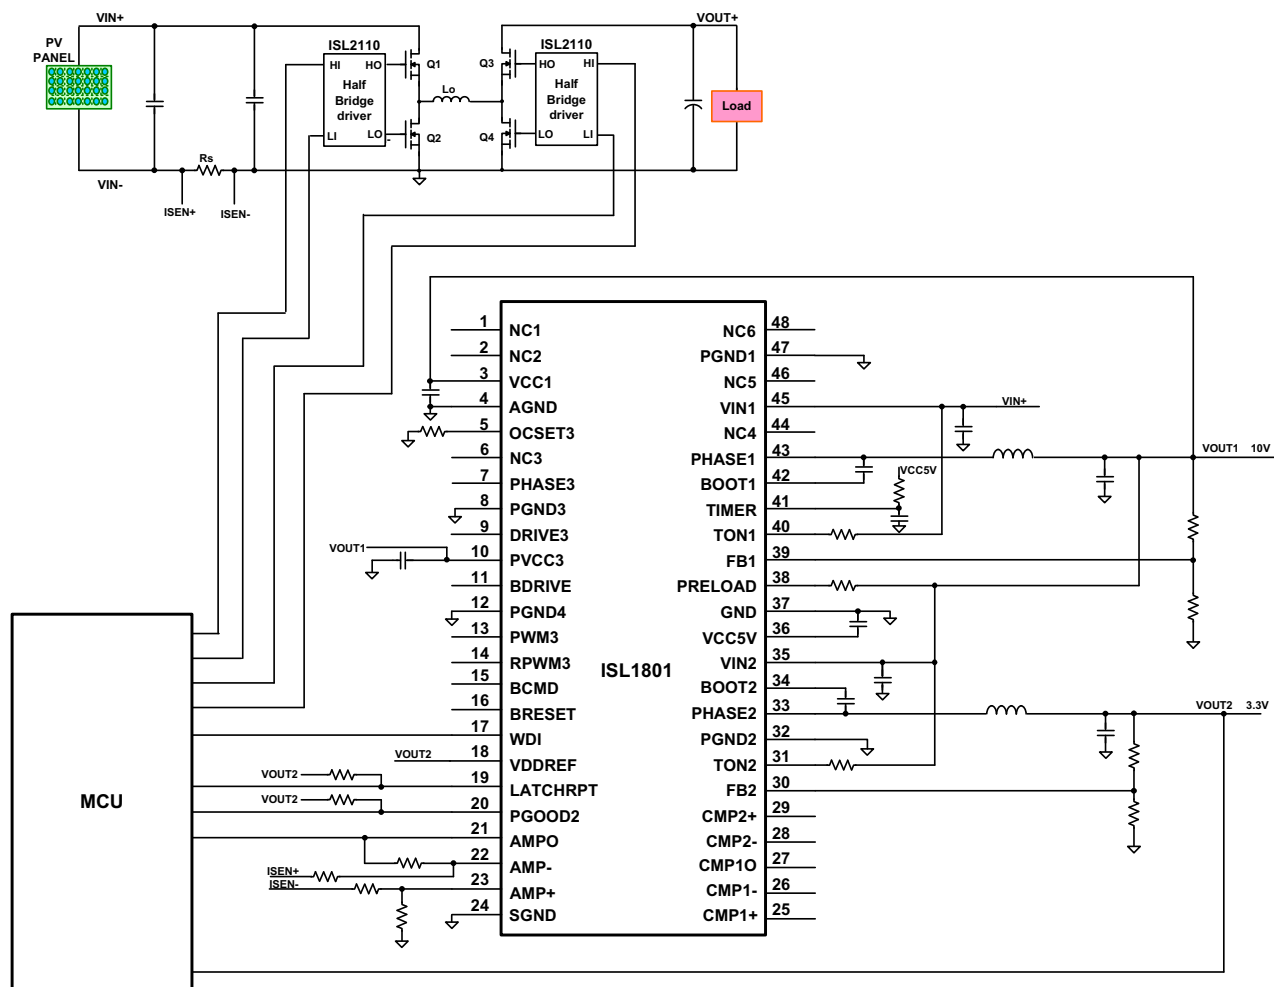 VIN+
VOUT+
PV
PANEL
ISL2110
HI
HO
Half
Bridge
driver
LI
LO
-
Q1
Q2
Lo
Q3
Q4
ISL2110
HO
HI
Half
Bridge
driver
LO
LI
Load
VIN-
Rs
ISEN+
ISEN-
1
NC1
2
NC2
3
VCC1
4
AGND
5
OCSET3
6
NC3
7
PHASE3
8
PGND3
9
DRIVE3
VOUT1
10
PVCC3
11
BDRIVE
12
PGND4
13
PWM3
14
RPWM3
15
BCMD
16
BRESET
17
WDI
VOUT2
18
VDDREF
VOUT2
19
LATCHRPT
VOUT2
20
PGOOD2
21
AMPO
ISEN+
22
AMP-
ISEN-
23
AMP+
24
SGND
ISL1801
NC6
48
PGND1
47
NC5
46
VIN1
45
VIN+
NC4
44
PHASE1
43
VOUT1 10V
BOOT1
42
VCC5V
TIMER
41
TON1
40
FB1
39
PRELOAD
38
GND
37
VCC5V
36
VIN2
35
BOOT2
34
PHASE2
33
VOUT2 3.3V
PGND2
32
TON2
31
FB2
30
CMP2+
29
CMP2-
28
CMP1O
27
CMP1-
26
CMP1+
25
MCU